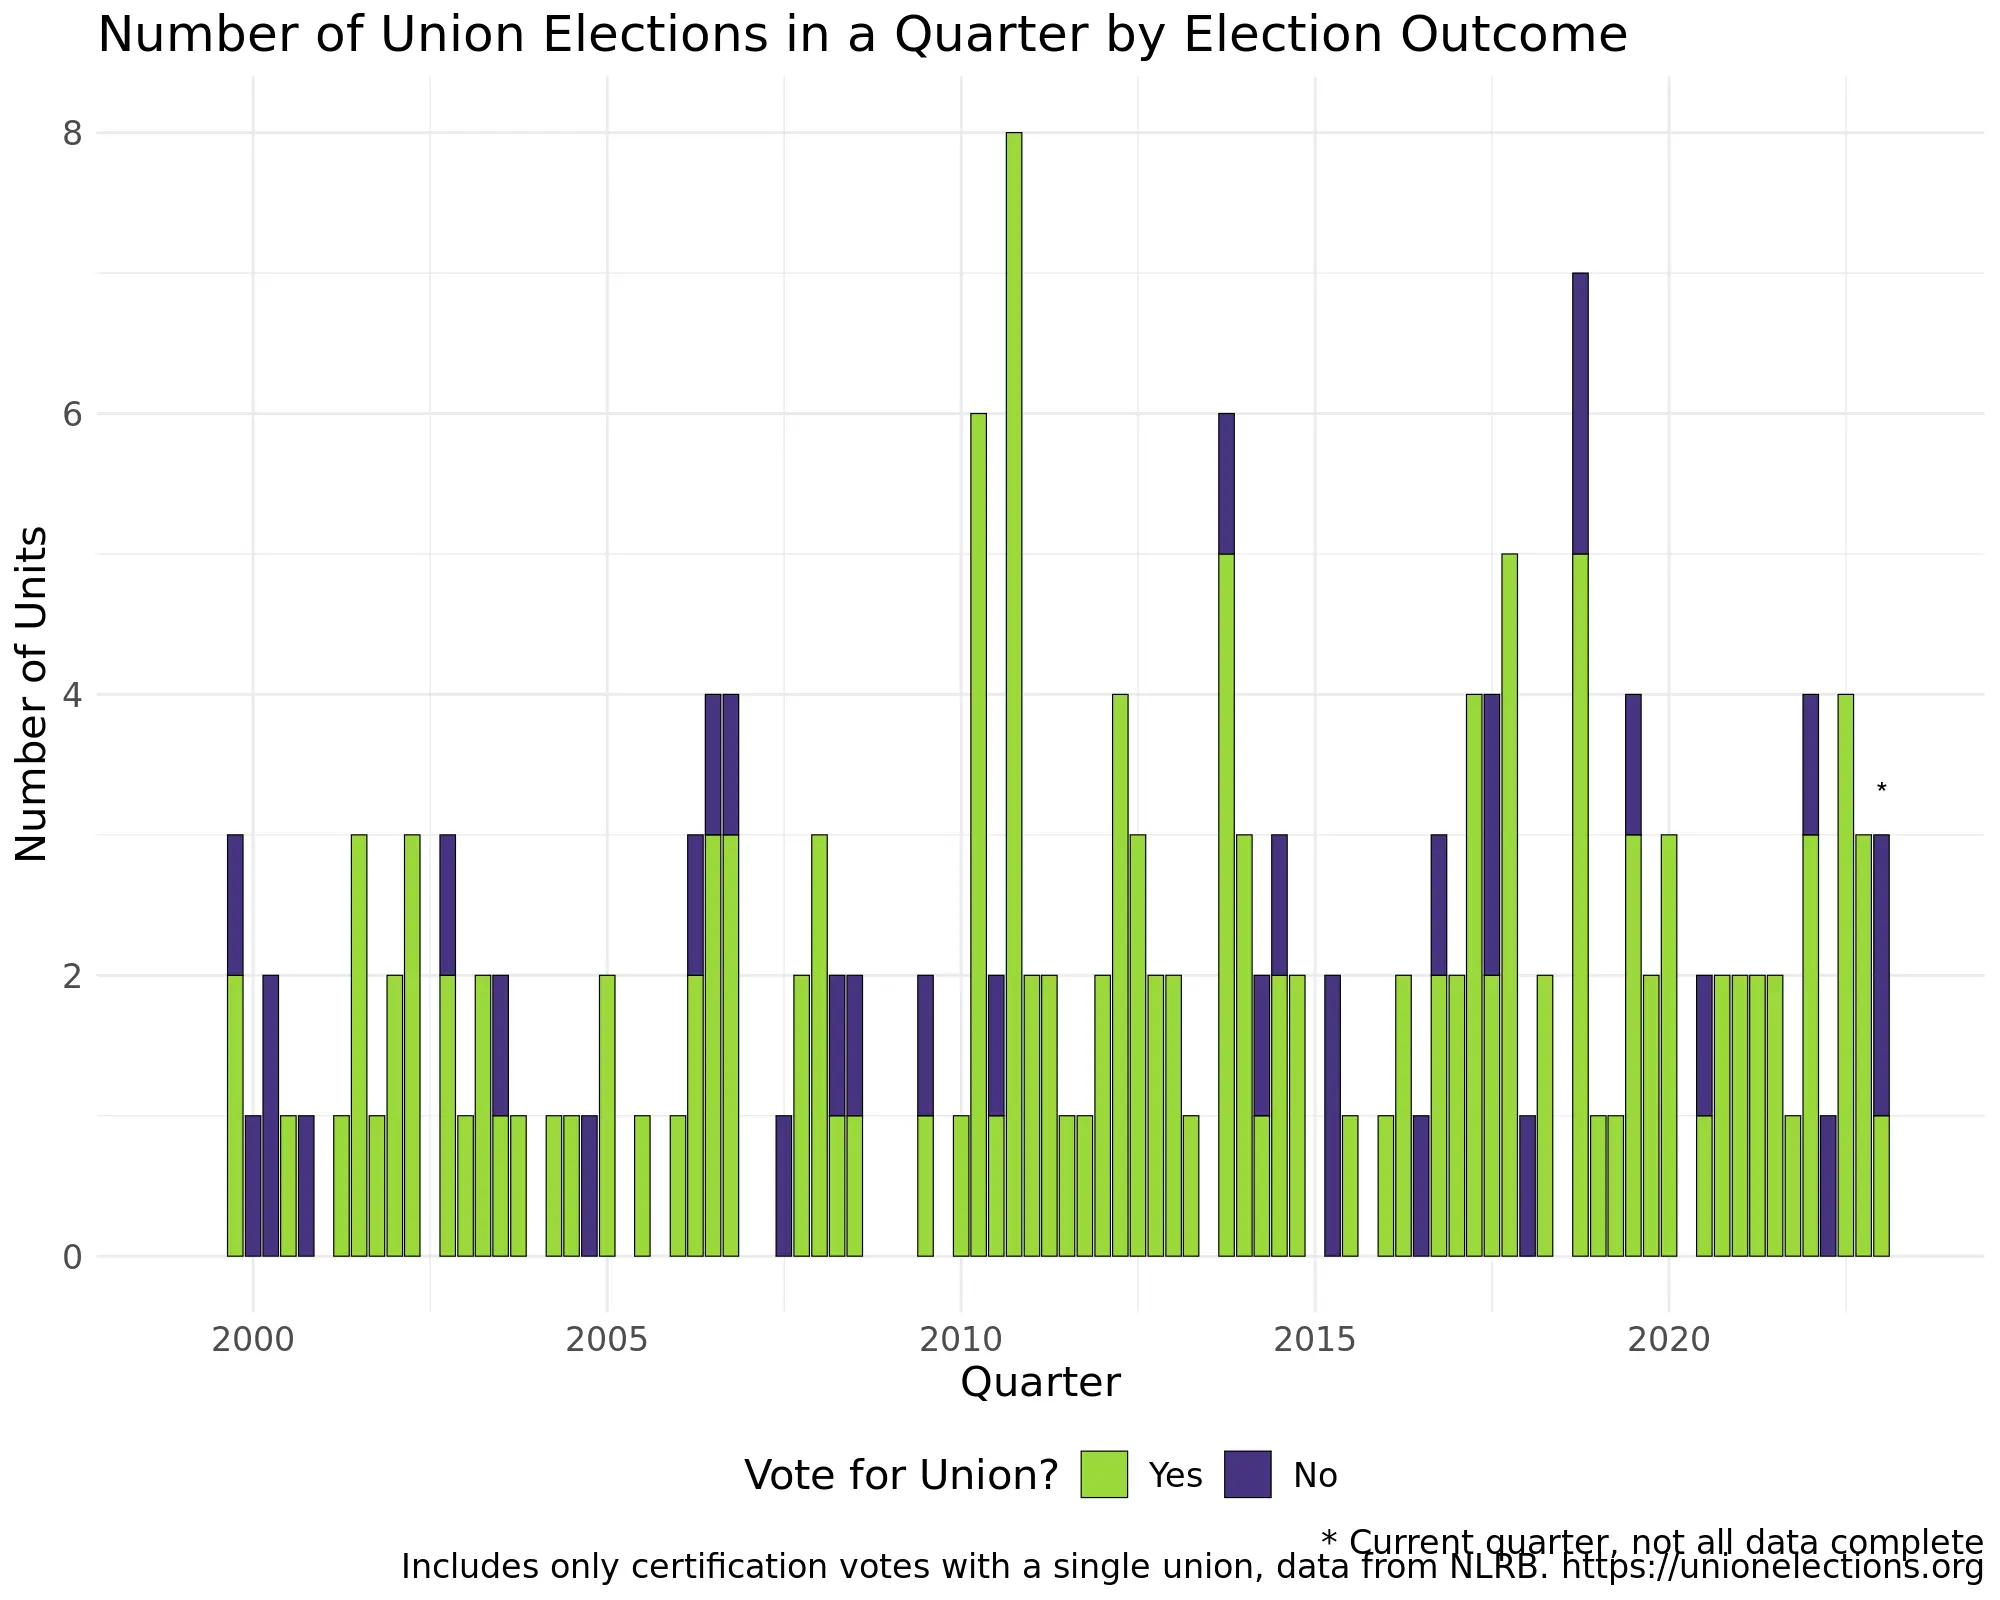 Number of Union Elections in a Quarter by Election Outcome
Number of Units
8
6
4
2
0
*
2000 2005 2010 2015 2020
Quarter
Vote for Union? Yes No
* Current quarter, not all data complete
Includes only certification votes with a single union, data from NLRB. https://unionelections.org